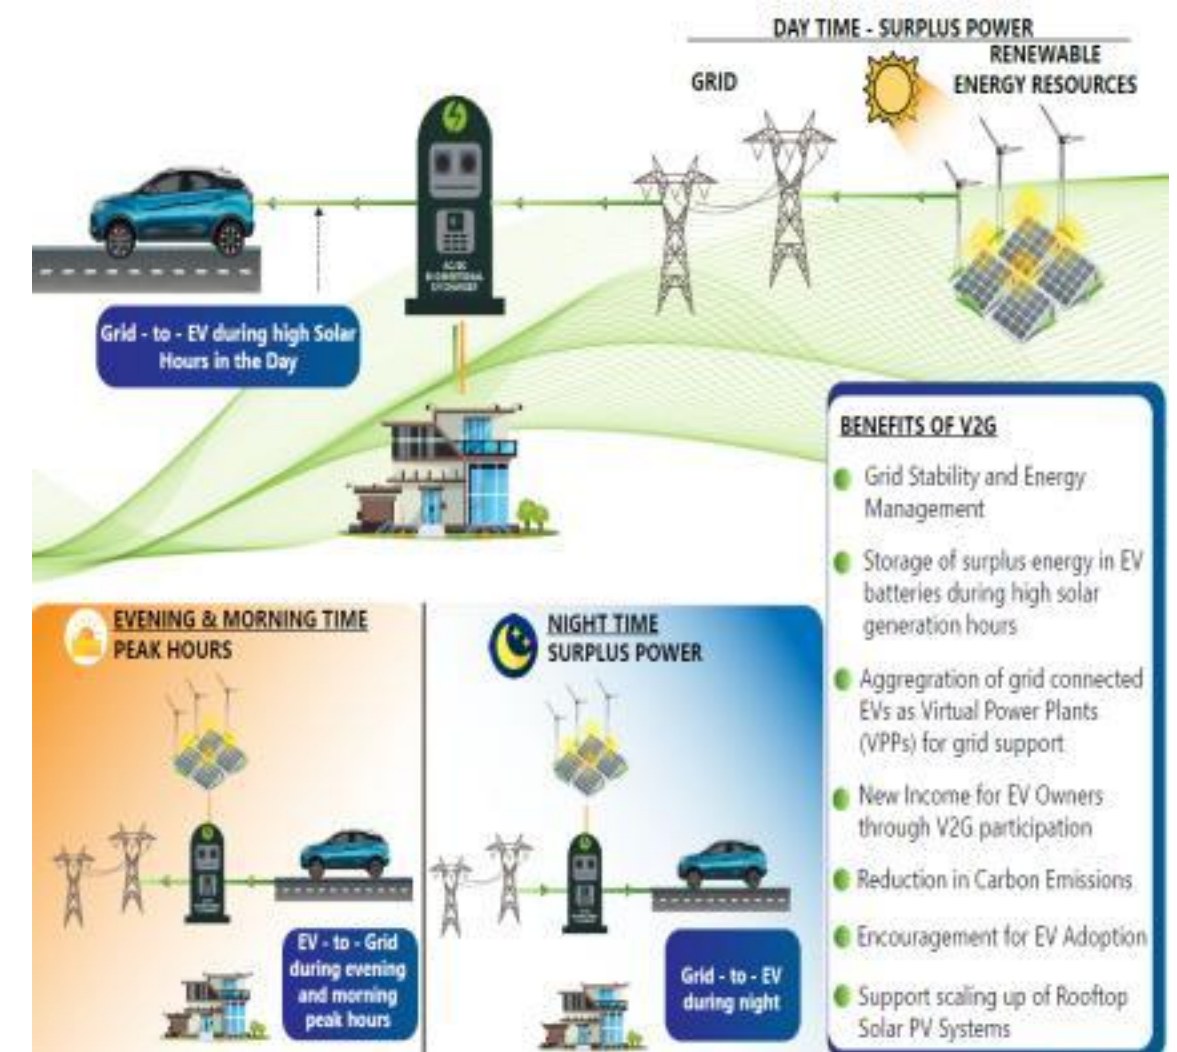 DAY TIME - SURPLUS POWER
GRID
RENEWABLE
ENERGY RESOURCES
AC/DC
BIDIRECTIONAL
EV CHARGER
Grid - to - EV during high Solar
Hours in the Day
BENEFITS OF V2G
Grid Stability and Energy
Management
Storage of surplus energy in EV
batteries during high solar
generation hours
Aggregration of grid connected
EVs as Virtual Power Plants
(VPPs) for grid support
New Income for EV Owners
through V2G participation
Reduction in Carbon Emissions
Encouragement for EV Adoption
Support scaling up of Rooftop
Solar PV Systems
EVENING & MORNING TIME
PEAK HOURS
EV - to - Grid
during evening
and morning
peak hours
NIGHT TIME
SURPLUS POWER
Grid - to - EV
during night